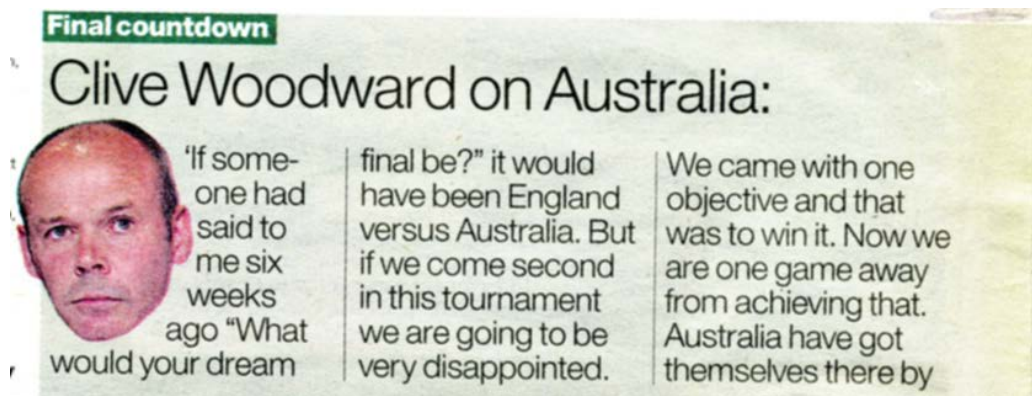 Final countdown
Clive Woodward on Australia:
'If some-
one had
said to
me six
weeks
ago “What
would your dream
final be?” it would
have been England
versus Australia. But
if we come second
in this tournament
we are going to be
very disappointed.
We came with one
objective and that
was to win it. Now we
are one game away
from achieving that.
Australia have got
themselves there by